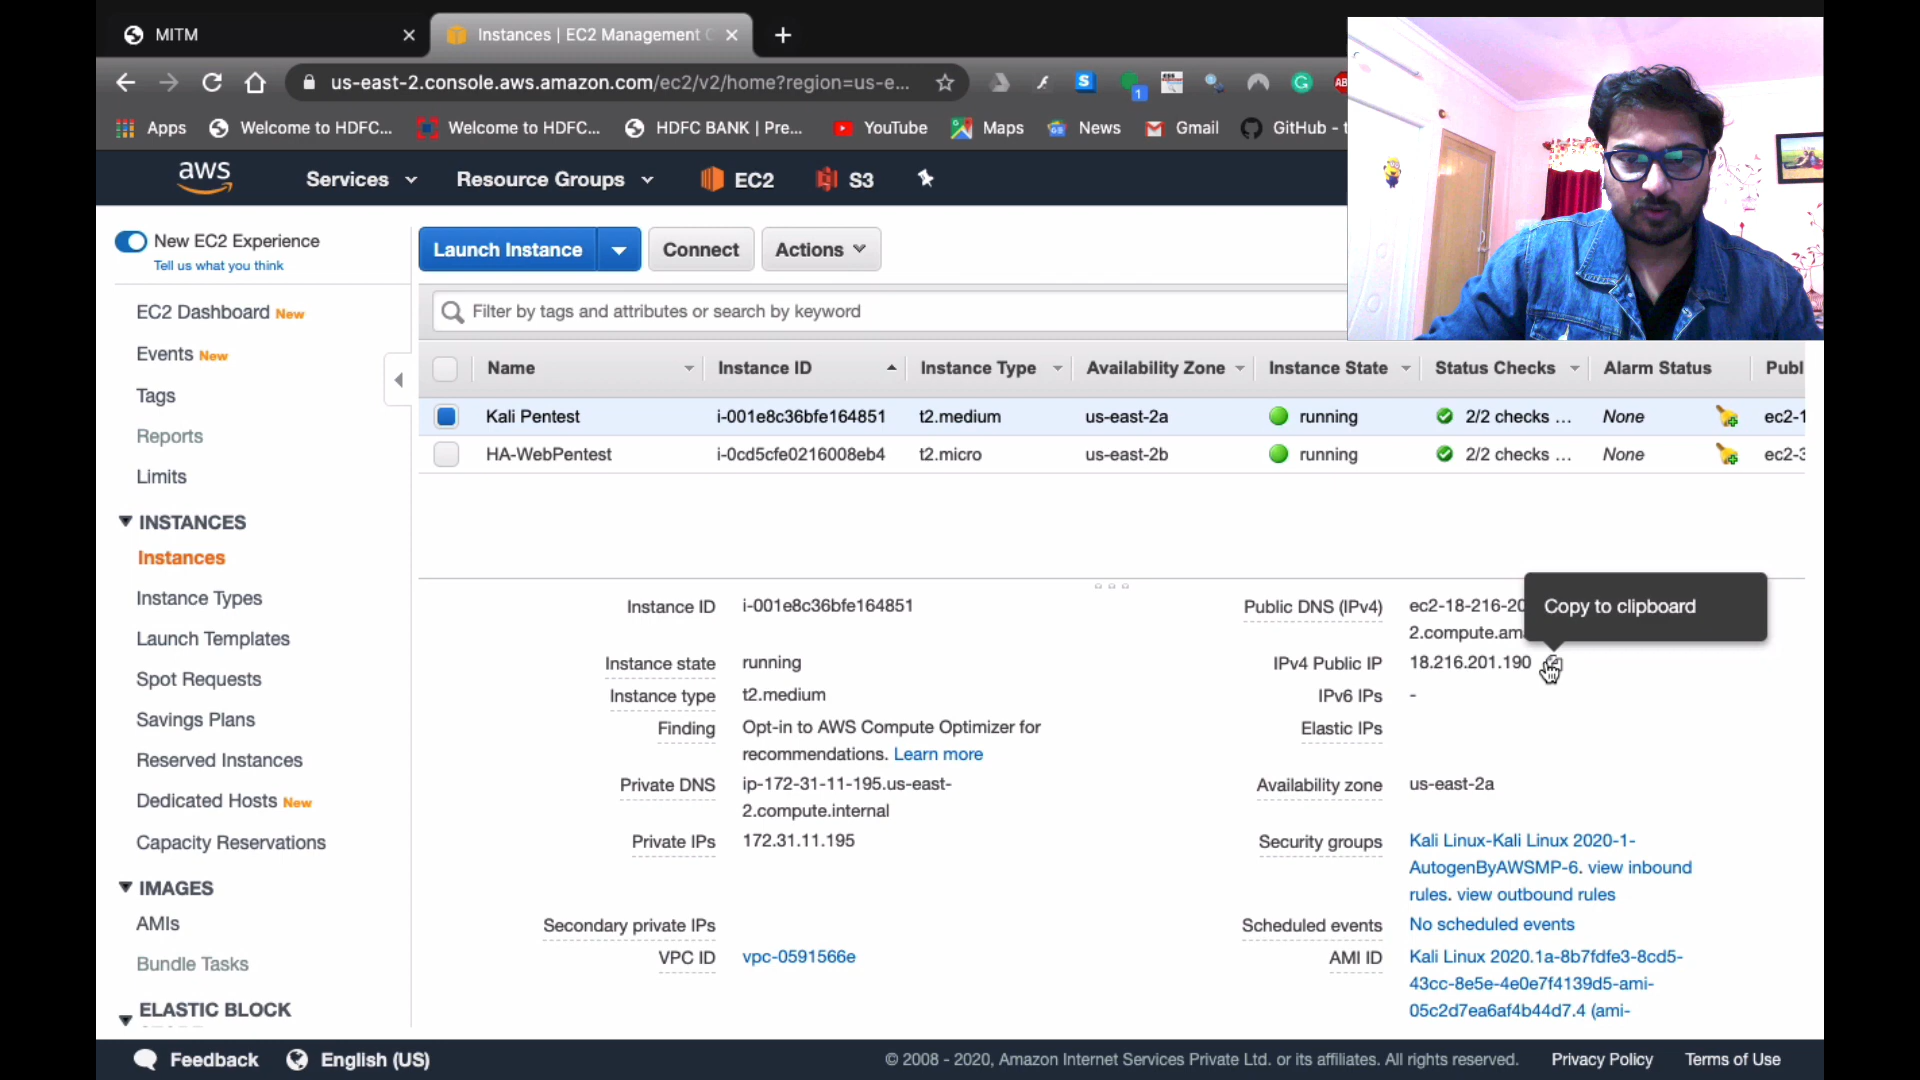 MITM
Instances | EC2 Management
us-east-2.console.aws.amazon.com/ec2/v2/home?region=us-e...
Apps
Welcome to HDFC...
Welcome to HDFC...
HDFC BANK | Pre...
YouTube
Maps
News
Gmail
GitHub - t
aws
Services
Resource Groups
EC2
S3
New EC2 Experience
Tell us what you think
EC2 Dashboard New
Events New
Tags
Reports
Limits
INSTANCES
Instances
Instance Types
Launch Templates
Spot Requests
Savings Plans
Reserved Instances
Dedicated Hosts New
Capacity Reservations
IMAGES
AMIs
Bundle Tasks
ELASTIC BLOCK
Launch Instance
Connect
Actions
Filter by tags and attributes or search by keyword
Name Instance ID Instance Type Availability Zone Instance State Status Checks Alarm Status Publ
Kali Pentest i-001e8c36bfe164851 t2.medium us-east-2a running 2/2 checks ... None ec2-1
HA-WebPentest i-0cd5cfe0216008eb4 t2.micro us-east-2b running 2/2 checks ... None ec2-3
Instance ID i-001e8c36bfe164851
Instance state running
Instance type t2.medium
Finding Opt-in to AWS Compute Optimizer for
recommendations. Learn more
Private DNS ip-172-31-11-195.us-east-
2.compute.internal
Private IPs 172.31.11.195
Secondary private IPs
VPC ID vpc-0591566e
Copy to clipboard
Public DNS (IPv4) ec2-18-216-20
2.compute.am
IPv4 Public IP 18.216.201.190
IPv6 IPs -
Elastic IPs
Availability zone us-east-2a
Security groups Kali Linux-Kali Linux 2020-1-
AutogenByAWSMP-6. view inbound
rules. view outbound rules
Scheduled events No scheduled events
AMI ID Kali Linux 2020.1a-8b7fdfe3-8cd5-
43cc-8e5e-4e0e7f4139d5-ami-
05c2d7ea6af4b44d7.4 (ami-
Feedback
English (US)
© 2008 - 2020, Amazon Internet Services Private Ltd. or its affiliates. All rights reserved.
Privacy Policy
Terms of Use